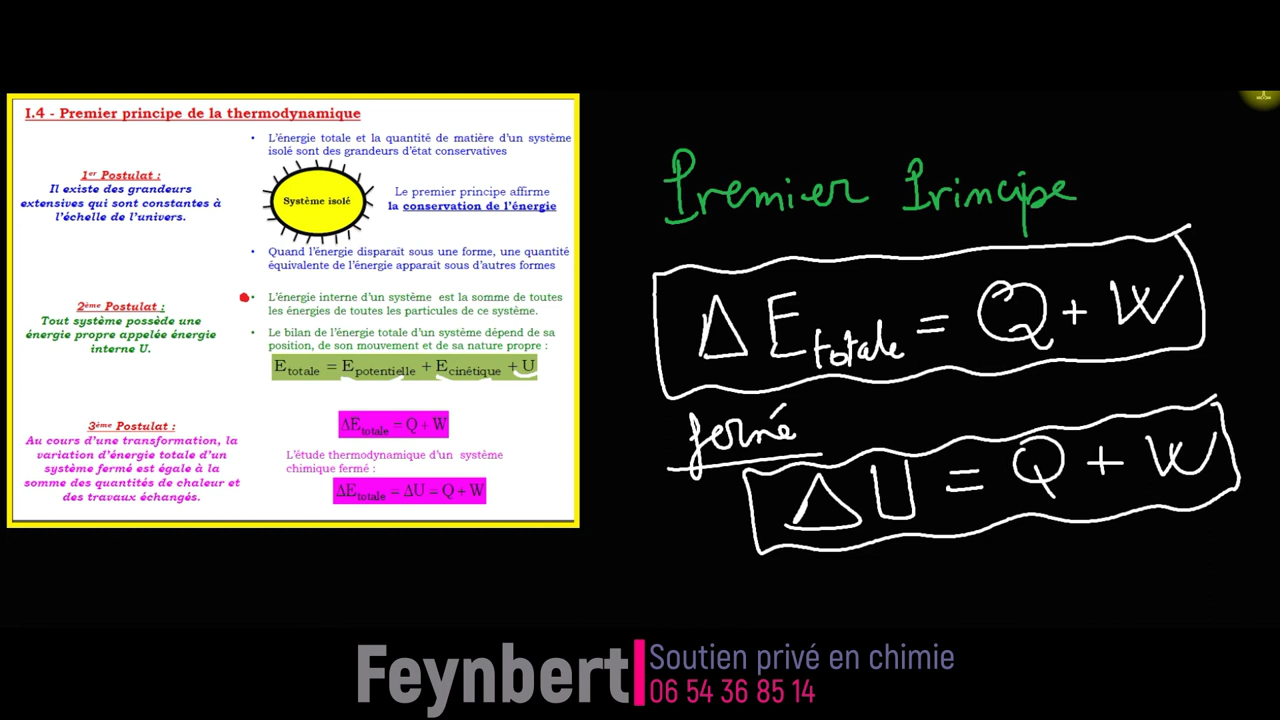 I.4 - Premier principe de la thermodynamique
1er Postulat :
Il existe des grandeurs
extensives qui sont constantes à
l'échelle de l'univers.
• L'énergie totale et la quantité de matière d'un système
isolé sont des grandeurs d'état conservatives
Système isolé
Le premier principe affirme
la conservation de l'énergie
• Quand l'énergie disparaît sous une forme, une quantité
équivalente de l'énergie apparaît sous d'autres formes
2ème Postulat :
Tout système possède une
énergie propre appelée énergie
interne U.
• L'énergie interne d'un système est la somme de toutes
les énergies de toutes les particules de ce système.
• Le bilan de l'énergie totale d'un système dépend de sa
position, de son mouvement et de sa nature propre :
Etotale = Epotentielle + Ecinétique + U
3ème Postulat :
Au cours d'une transformation, la
variation d'énergie totale d'un
système fermé est égale à la
somme des quantités de chaleur et
des travaux échangés.
ΔEtotale = Q + W
L'étude thermodynamique d'un système
chimique fermé :
ΔEtotale = ΔU = Q + W
Premier Principe
Δ Etotale = Q + W
fermé
Δ U = Q + W
Feynbert
Soutien privé en chimie
06 54 36 85 14